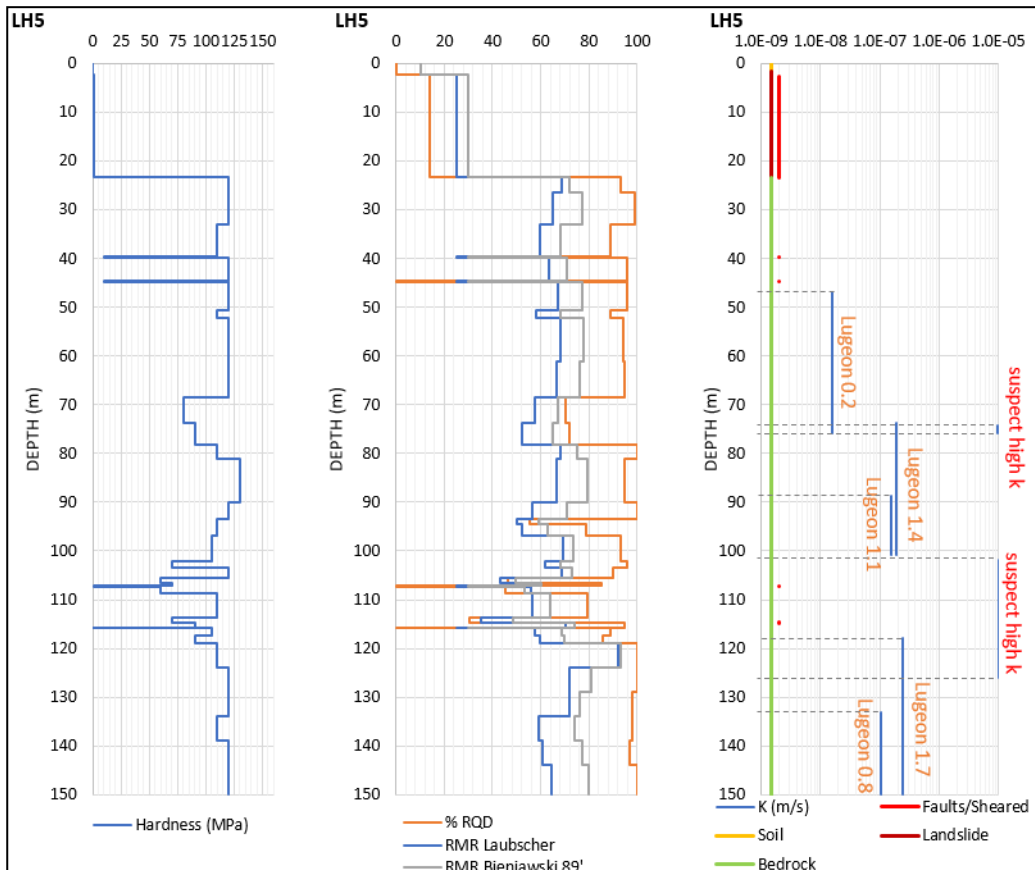 LH5
0 25 50 75 100 125 150
0
10
20
30
40
50
60
70
80
90
100
110
120
130
140
150
DEPTH (m)
Hardness (MPa)
LH5
0 20 40 60 80 100
0
10
20
30
40
50
60
70
80
90
100
110
120
130
140
150
DEPTH (m)
% RQD
RMR Laubscher
RMR Bieniawski 89'
LH5
1.0E-09 1.0E-08 1.0E-07 1.0E-06 1.0E-05
0
10
20
30
40
50
60
70
80
90
100
110
120
130
140
150
DEPTH (m)
Lugeon 0.2
Lugeon 1.4
Lugeon 1.1
Lugeon 1.7
Lugeon 0.8
suspect high k
suspect high k
K (m/s) Faults/Sheared
Soil Landslide
Bedrock